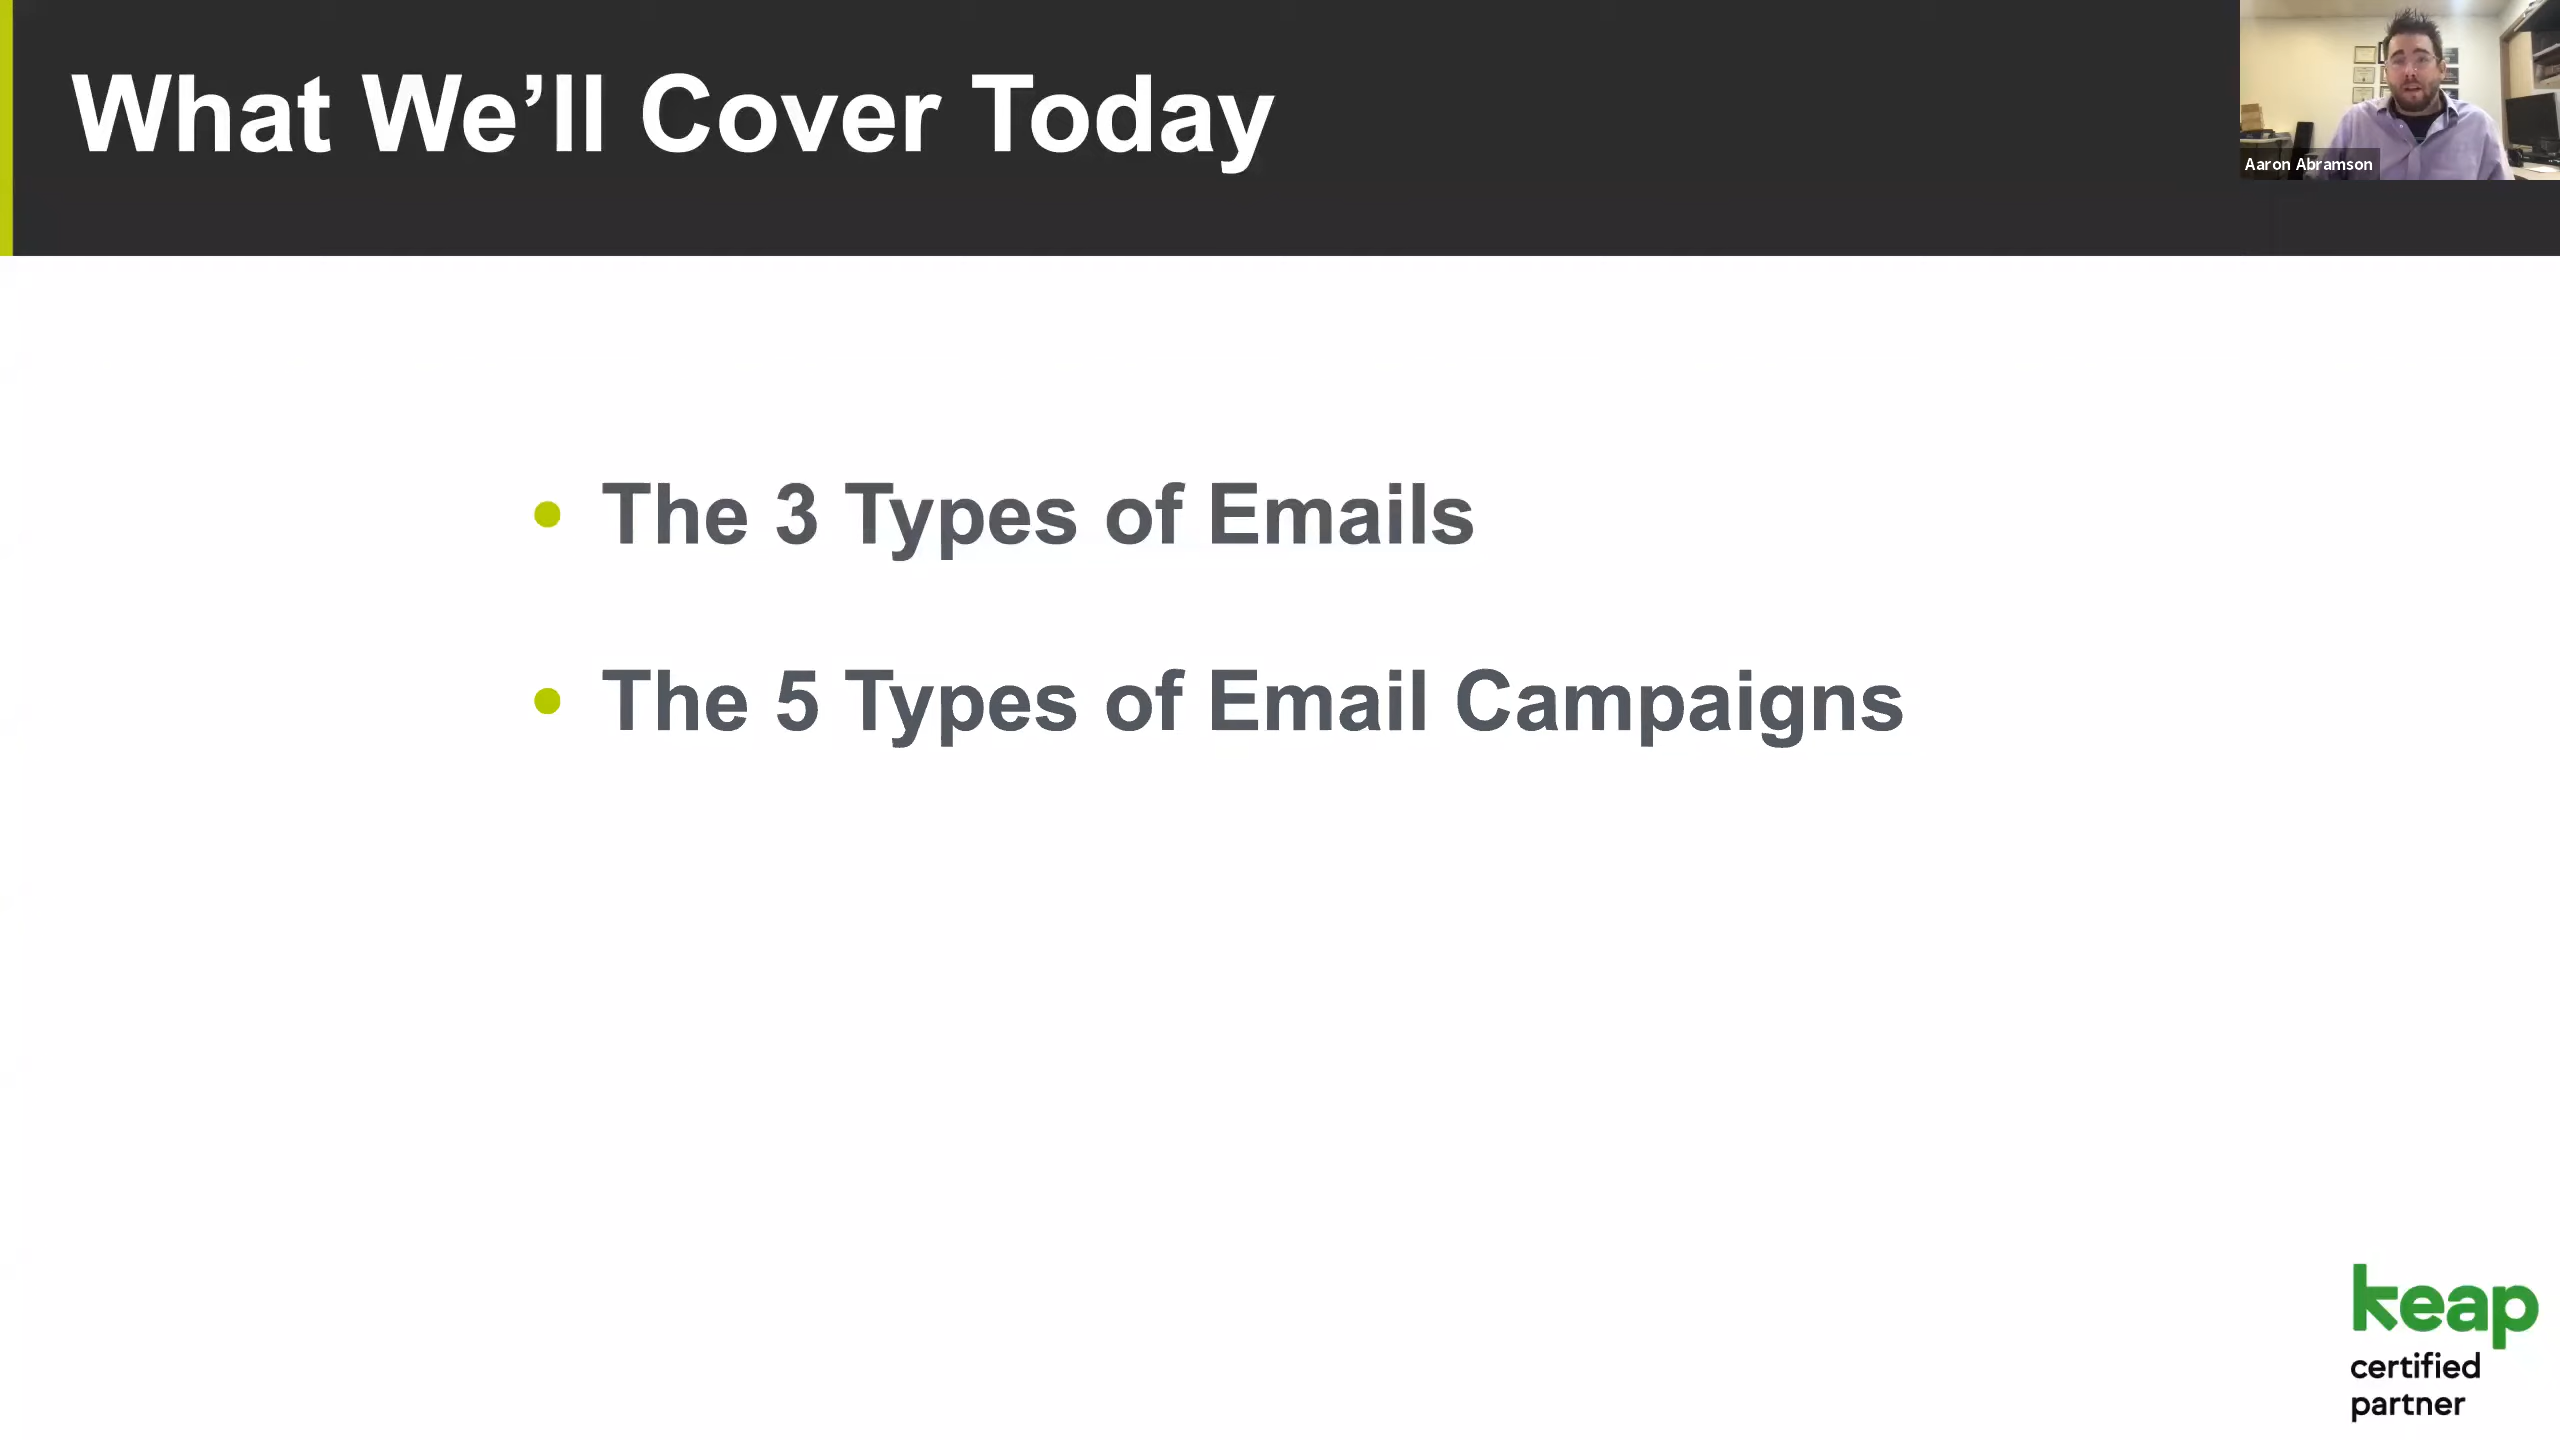 What We’ll Cover Today
Aaron Abramson
• The 3 Types of Emails
• The 5 Types of Email Campaigns
keap
certified
partner